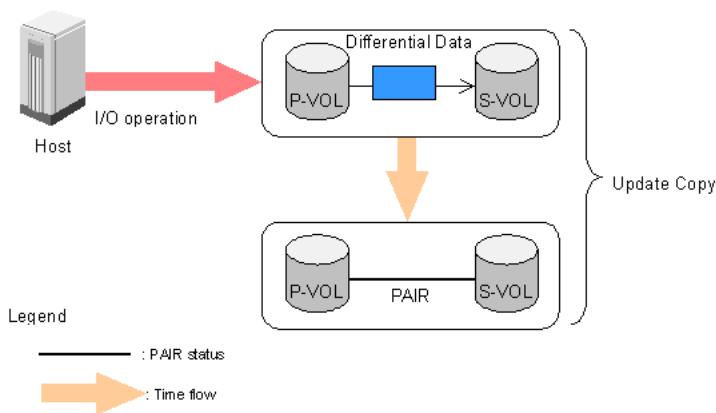 Differential Data
P-VOL
S-VOL
I/O operation
Host
Update Copy
P-VOL
PAIR
S-VOL
Legend
: PAIR status
: Time flow